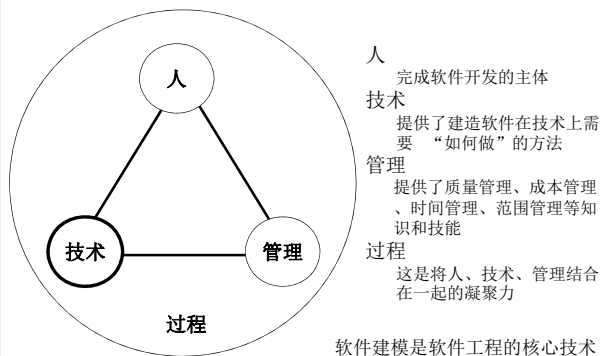 人
技术
管理
过程
人
完成软件开发的主体
技术
提供了建造软件在技术上需
要 “如何做”的方法
管理
提供了质量管理、成本管理
、时间管理、范围管理等知
识和技能
过程
这是将人、技术、管理结合
在一起的凝聚力
软件建模是软件工程的核心技术